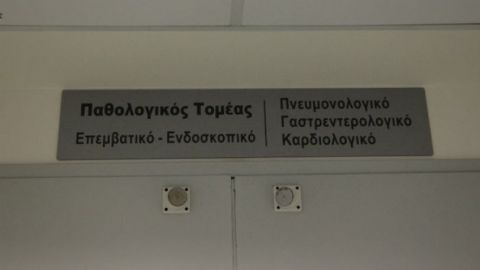 Παθολογικός Τομέας
Επεμβατικό - Ενδοσκοπικό
Πνευμονολογικό
Γαστρεντερολογικό
Καρδιολογικό